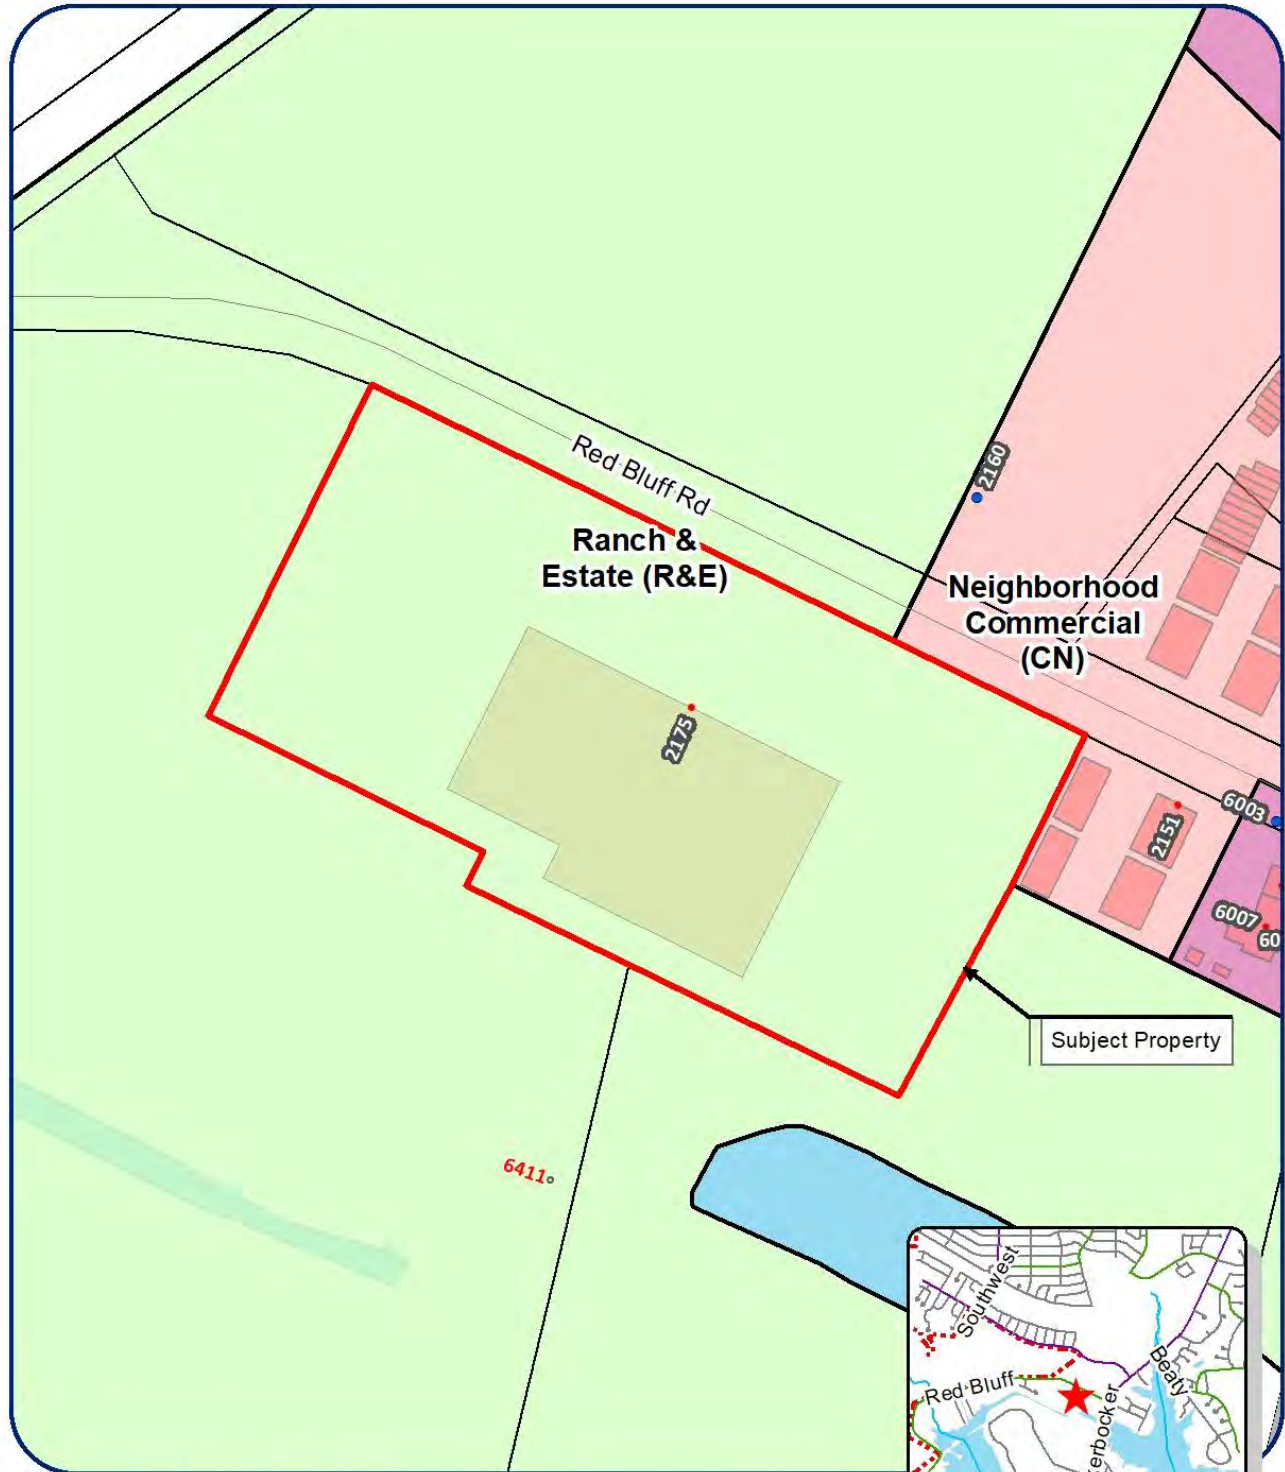 2160
Red Bluff Rd
Ranch &
Estate (R&E)
Neighborhood
Commercial
(CN)
2175
2151
6003
6007
60
Subject Property
6411
Southwest
Beaty
Red Bluff
kerbocker